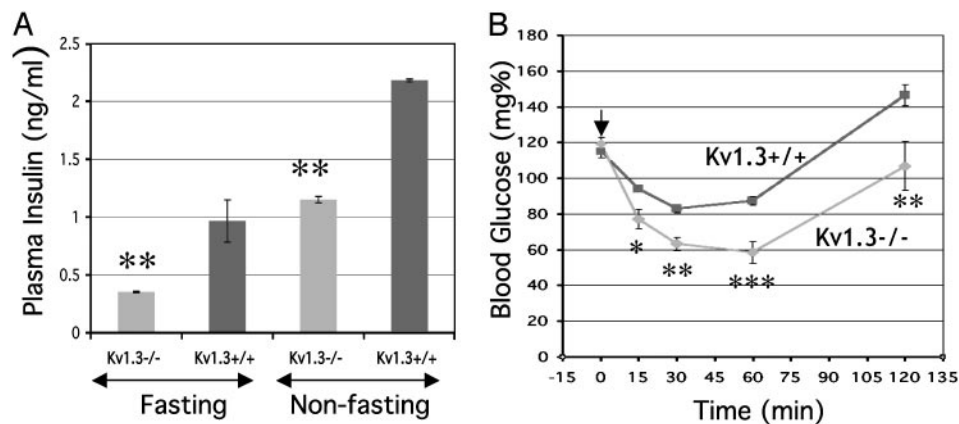 A
Plasma Insulin (ng/ml)
2.5
2
1.5
1
0.5
0
**
**
Kv1.3-/-
Kv1.3+/+
Kv1.3-/-
Kv1.3+/+
Fasting
Non-fasting
B
Blood Glucose (mg%)
180
160
140
120
100
80
60
40
20
0
Kv1.3+/+
Kv1.3-/-
*
**
***
**
-15 0 15 30 45 60 75 90 105 120 135
Time (min)